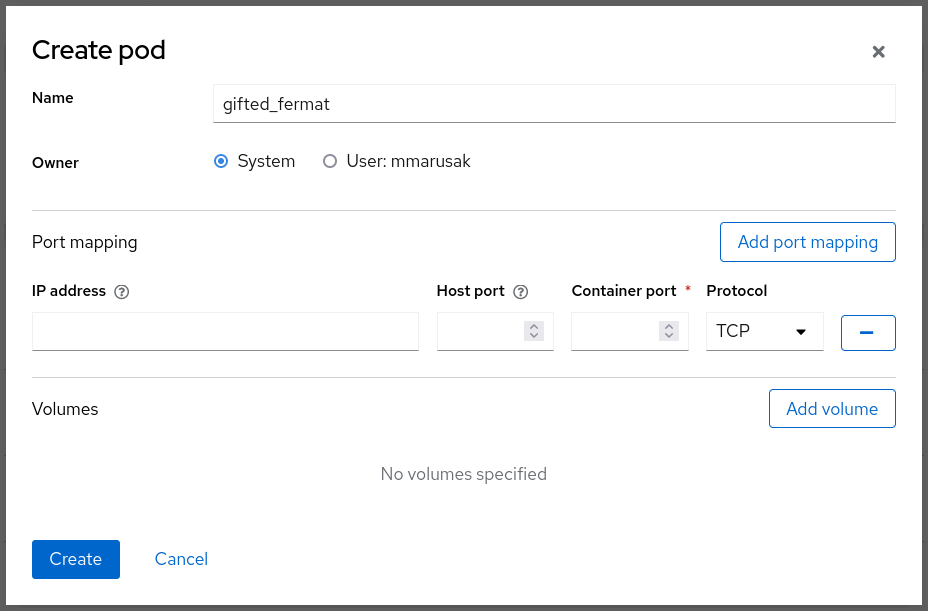 Create pod
Name
gifted_fermat
Owner
System
User: mmarusak
Port mapping
Add port mapping
IP address
Host port
Container port *
Protocol
TCP
Volumes
Add volume
No volumes specified
Create
Cancel